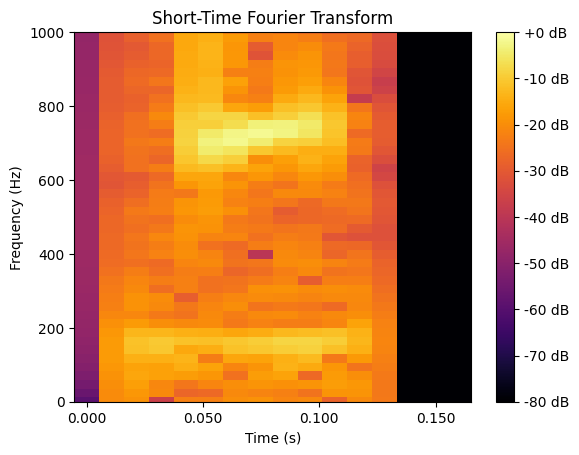 Short-Time Fourier Transform
1000
800
600
400
200
0
Frequency (Hz)
0.000
0.050
0.100
0.150
Time (s)
+0 dB
-10 dB
-20 dB
-30 dB
-40 dB
-50 dB
-60 dB
-70 dB
-80 dB